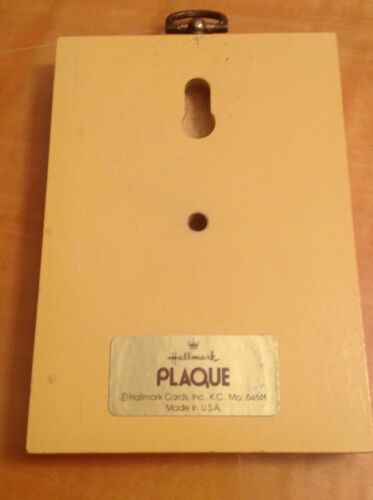 Hallmark
PLAQUE
©Hallmark Cards, Inc. K.C., Mo. 64141
Made in U.S.A.